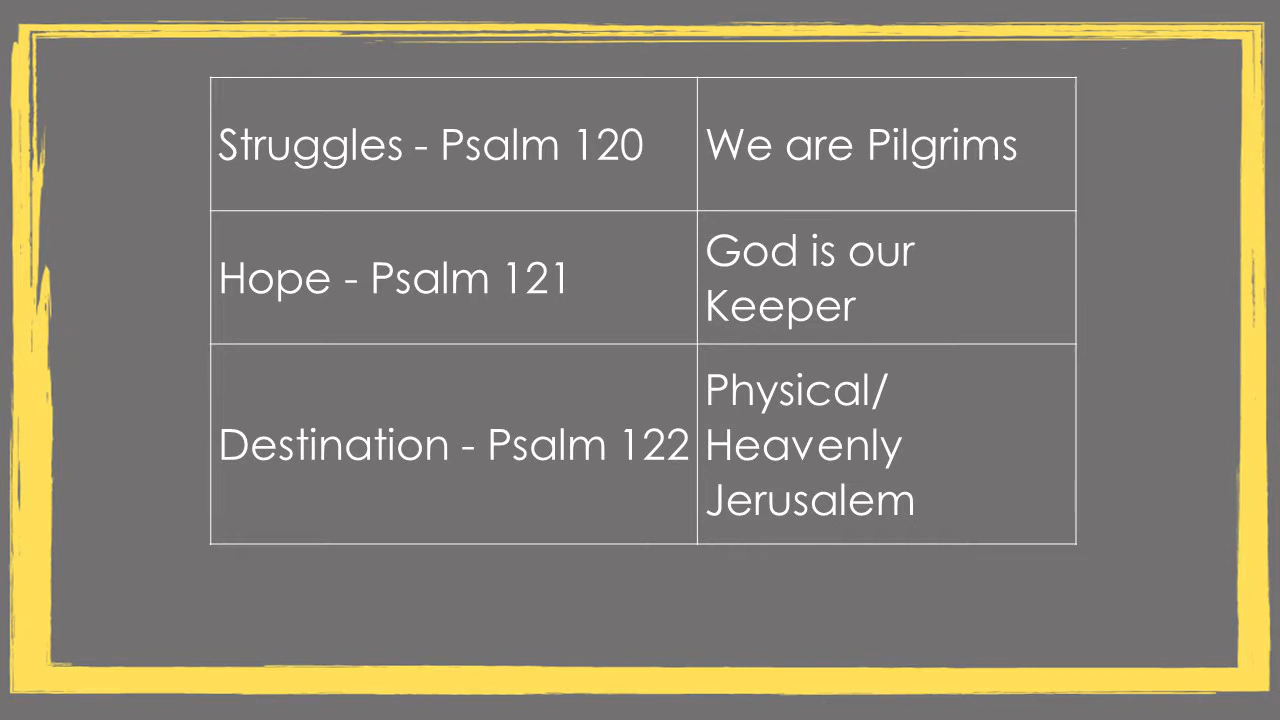 Struggles - Psalm 120
We are Pilgrims
Hope - Psalm 121
God is our
Keeper
Destination - Psalm 122
Physical/
Heavenly
Jerusalem